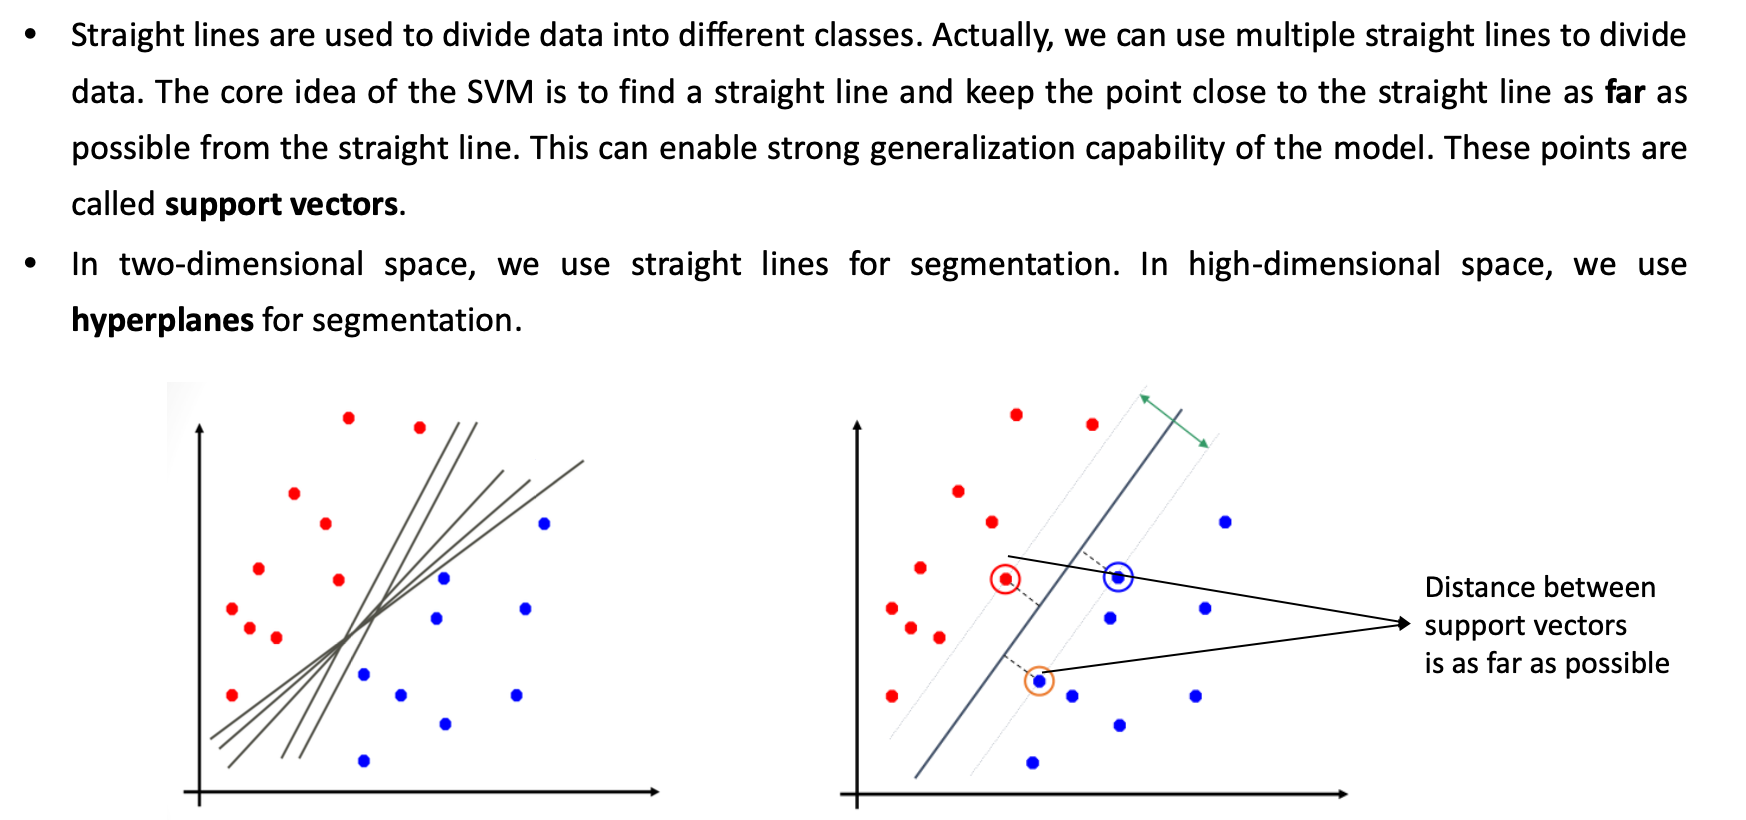 • Straight lines are used to divide data into different classes. Actually, we can use multiple straight lines to divide
data. The core idea of the SVM is to find a straight line and keep the point close to the straight line as far as
possible from the straight line. This can enable strong generalization capability of the model. These points are
called support vectors.
• In two-dimensional space, we use straight lines for segmentation. In high-dimensional space, we use
hyperplanes for segmentation.
Distance between
support vectors
is as far as possible